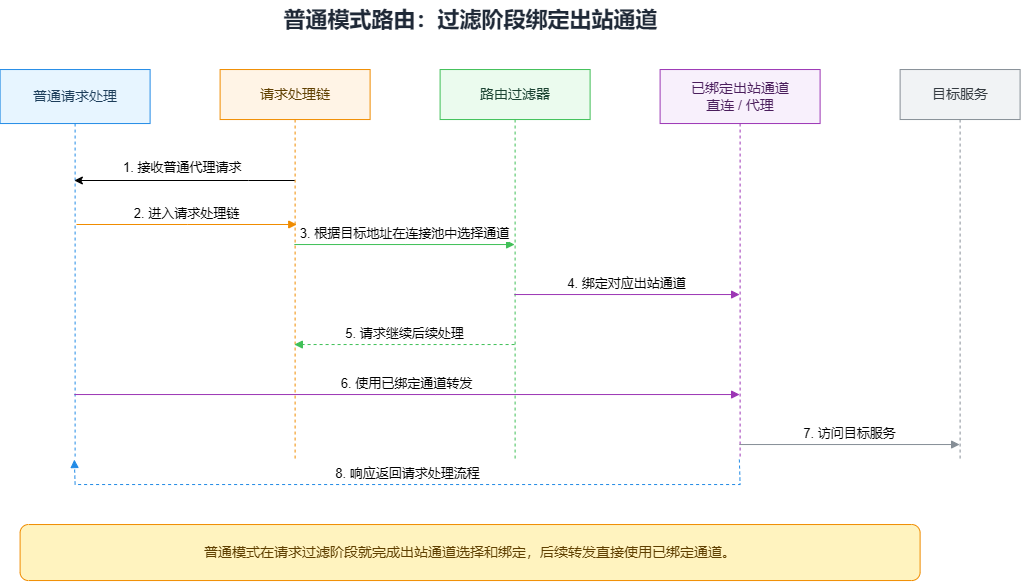 普通模式路由：过滤阶段绑定出站通道
普通请求处理
请求处理链
路由过滤器
已绑定出站通道
直连 / 代理
目标服务
1. 接收普通代理请求
2. 进入请求处理链
3. 根据目标地址在连接池中选择通道
4. 绑定对应出站通道
5. 请求继续后续处理
6. 使用已绑定通道转发
7. 访问目标服务
8. 响应返回请求处理流程
普通模式在请求过滤阶段就完成出站通道选择和绑定，后续转发直接使用已绑定通道。